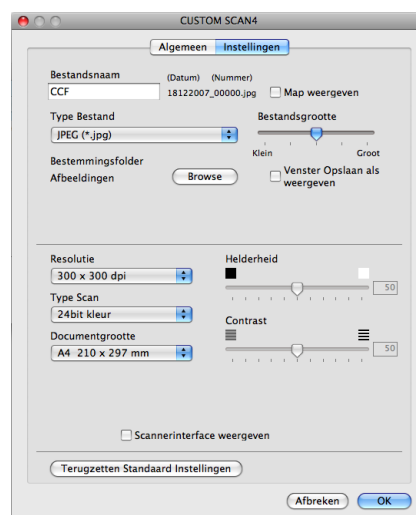 CUSTOM SCAN4
Algemeen Instellingen
Bestandsnaam (Datum) (Nummer)
CCF 18122007_00000.jpg Map weergeven
Type Bestand Bestandsgrootte
JPEG (*.jpg)
Klein Groot
Bestemmingsfolder
Afbeeldingen Browse Venster Opslaan als
weergeven
Resolutie Helderheid
300 x 300 dpi
50
Type Scan
24bit kleur
Contrast
Documentgrootte
A4 210 x 297 mm 50
Scannerinterface weergeven
Terugzetten Standaard Instellingen
Afbreken OK